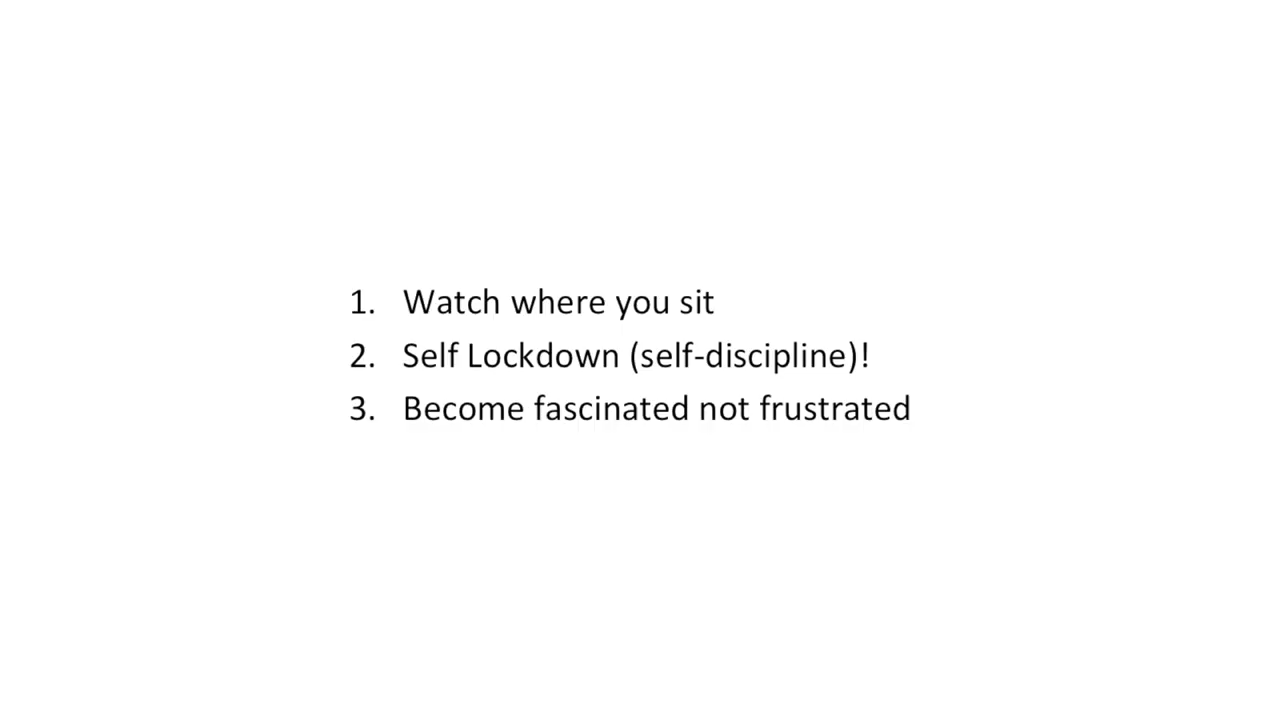 1. Watch where you sit
2. Self Lockdown (self-discipline)!
3. Become fascinated not frustrated